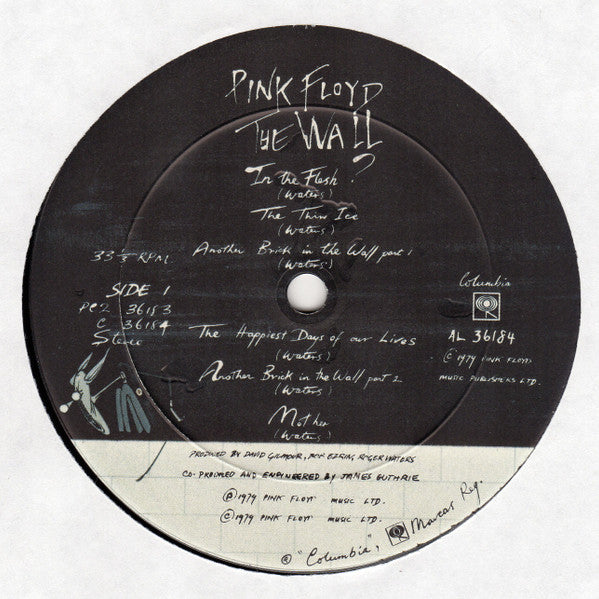 PINK FLOYD
THE WALL
In the Flesh?
(Waters)
The Thin Ice
(Waters)
33 1/3 RPM
Another Brick in the Wall part 1
(Waters)
SIDE 1
PC2 36183
C 36184
Stereo
Columbia
AL 36184
℗ 1979 PINK FLOYD
MUSIC PUBLISHERS LTD.
The Happiest Days of our Lives
(Waters)
Another Brick in the Wall part 2
(Waters)
Mother
(Waters)
PRODUCED BY DAVID GILMOUR, BOB EZRIN, ROGER WATERS
CO-PRODUCED AND ENGINEERED BY JAMES GUTHRIE
℗ 1979 PINK FLOYD MUSIC LTD.
© 1979 PINK FLOYD MUSIC LTD.
® "Columbia", Marcas Reg.